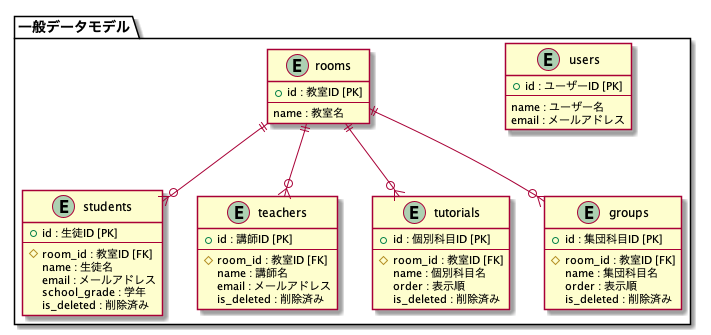 一般データモデル
E rooms
id : 教室ID [PK]
name : 教室名
E users
id : ユーザーID [PK]
name : ユーザー名
email : メールアドレス
E students
id : 生徒ID [PK]
room_id : 教室ID [FK]
name : 生徒名
email : メールアドレス
school_grade : 学年
is_deleted : 削除済み
E teachers
id : 講師ID [PK]
room_id : 教室ID [FK]
name : 講師名
email : メールアドレス
is_deleted : 削除済み
E tutorials
id : 個別科目ID [PK]
room_id : 教室ID [FK]
name : 個別科目名
order : 表示順
is_deleted : 削除済み
E groups
id : 集団科目ID [PK]
room_id : 教室ID [FK]
name : 集団科目名
order : 表示順
is_deleted : 削除済み